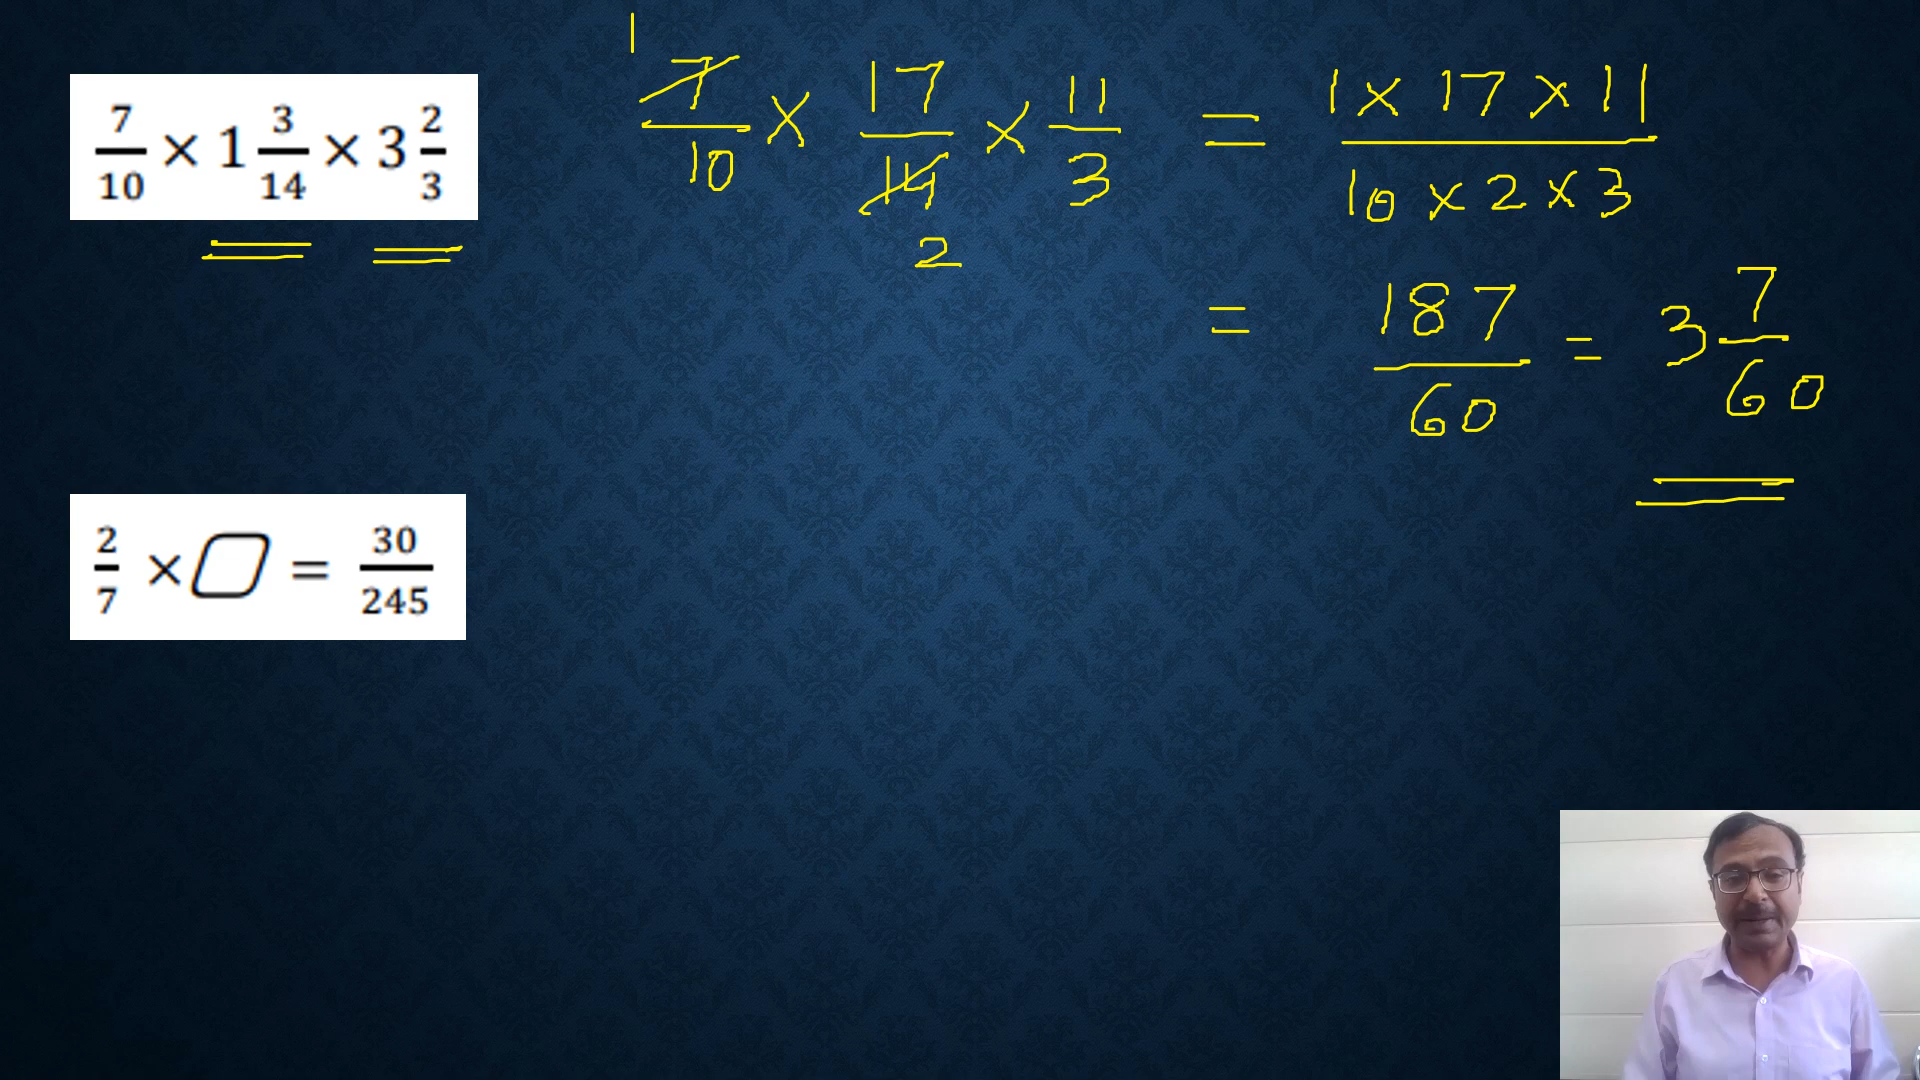 7/10 × 1 3/14 × 3 2/3
1
7/10 × 17/14 × 11/3 = 1 × 17 × 11 / 10 × 2 × 3
2
= 187/60 = 3 7/60
2/7 × ▱ = 30/245